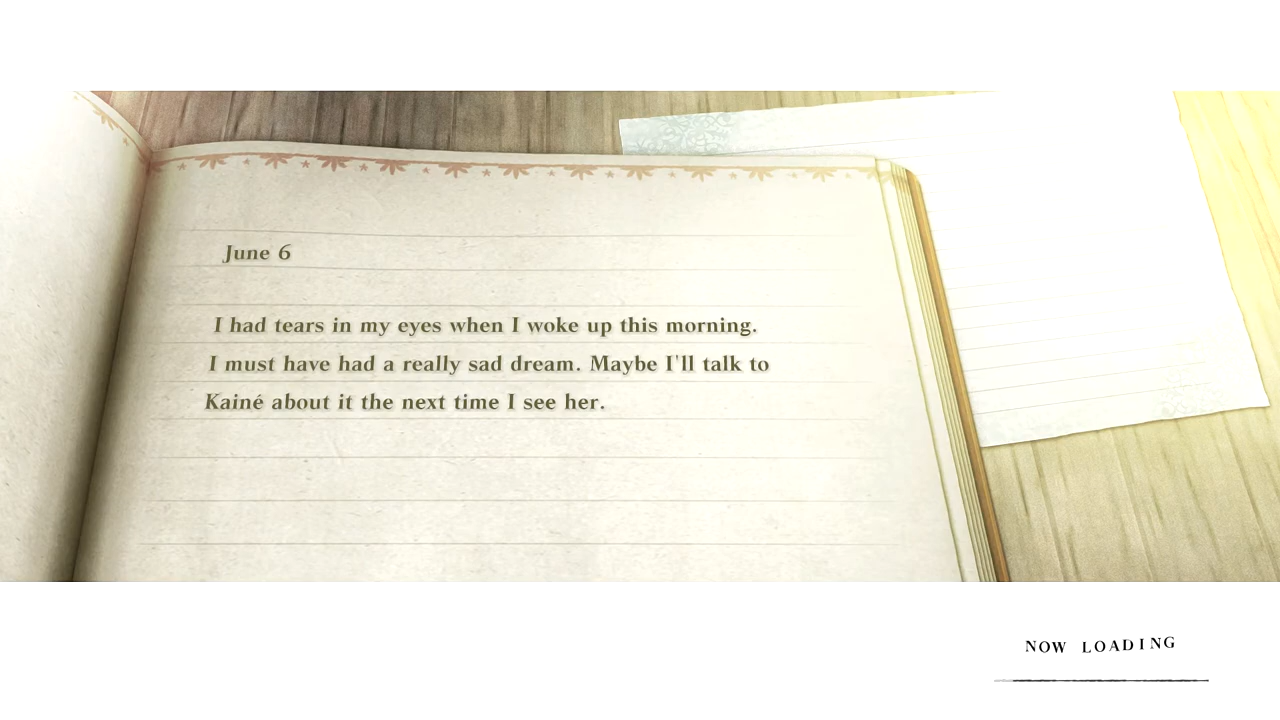 June 6
I had tears in my eyes when I woke up this morning.
I must have had a really sad dream. Maybe I'll talk to
Kainé about it the next time I see her.
NOW LOADING